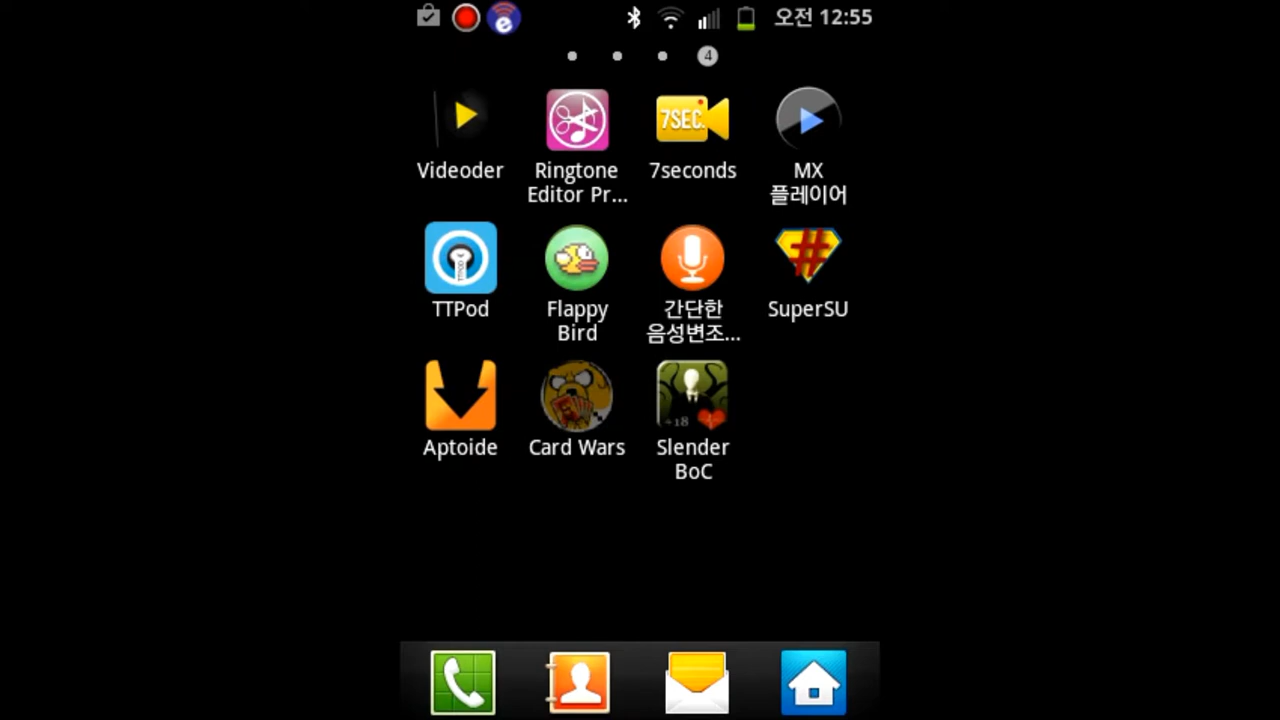 오전 12:55
4
Videoder
Ringtone
Editor Pr...
7SEC.
7seconds
MX
플레이어
TTPod
Flappy
Bird
간단한
음성변조...
SuperSU
Aptoide
Card Wars
+18
Slender
BoC